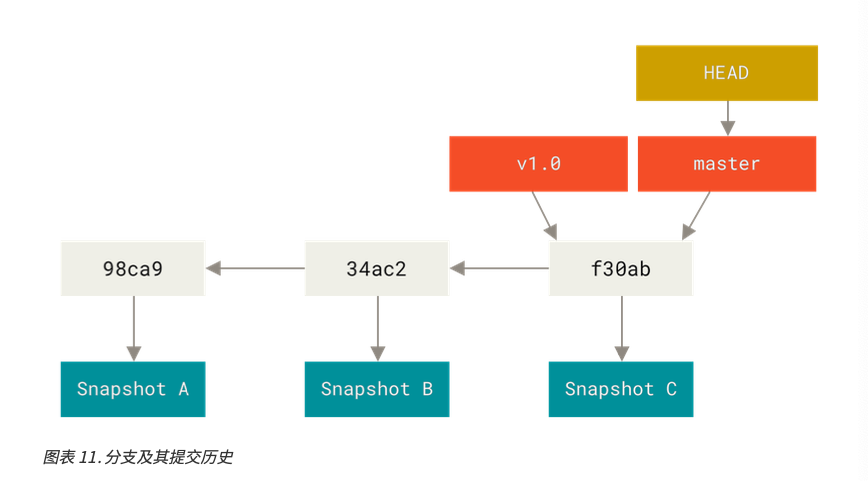 HEAD
v1.0 master
98ca9 34ac2 f30ab
Snapshot A Snapshot B Snapshot C
图表 11. 分支及其提交历史